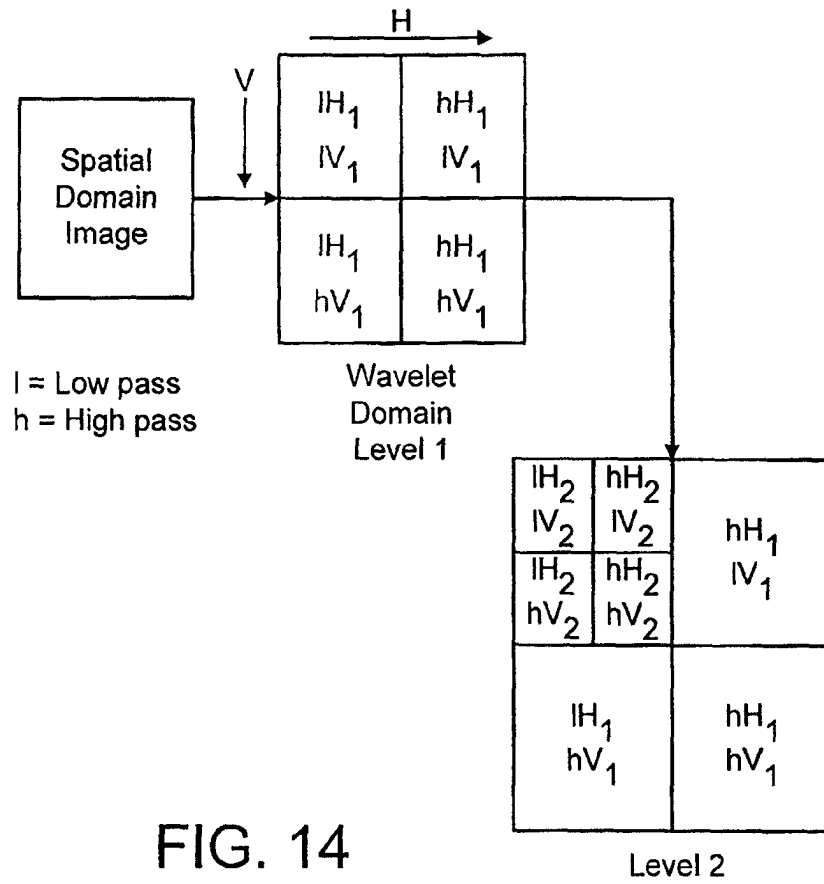 H
V
Spatial
Domain
Image
lH₁
lV₁
hH₁
lV₁
lH₁
hV₁
hH₁
hV₁
l = Low pass
h = High pass
Wavelet
Domain
Level 1
lH₂
lV₂
hH₂
lV₂
lH₂
hV₂
hH₂
hV₂
hH₁
lV₁
lH₁
hV₁
hH₁
hV₁
FIG. 14
Level 2